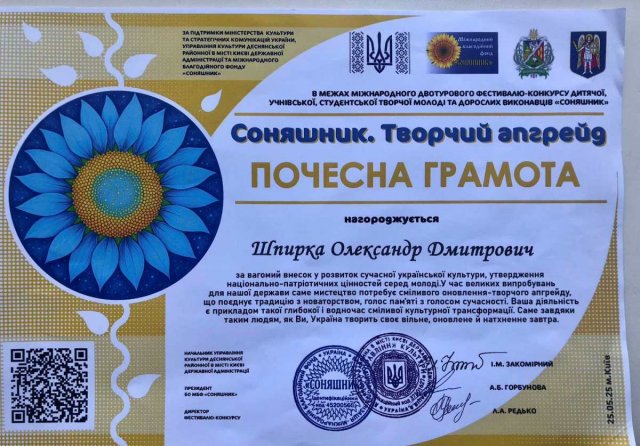 ЗА ПІДТРИМКИ МІНІСТЕРСТВА КУЛЬТУРИ
ТА СТРАТЕГІЧНИХ КОМУНІКАЦІЙ УКРАЇНИ,
УПРАВЛІННЯ КУЛЬТУРИ ДЕСНЯНСЬКОЇ
РАЙОННОЇ В МІСТІ КИЄВІ ДЕРЖАВНОЇ
АДМІНІСТРАЦІЇ ТА МІЖНАРОДНОГО
БЛАГОДІЙНОГО ФОНДУ
«СОНЯШНИК»
Міжнародний
благодійний
фонд
«СОНЯШНИК»
В МЕЖАХ МІЖНАРОДНОГО ДВОТУРОВОГО ФЕСТИВАЛЮ-КОНКУРСУ ДИТЯЧОЇ,
УЧНІВСЬКОЇ, СТУДЕНТСЬКОЇ ТВОРЧОЇ МОЛОДІ ТА ДОРОСЛИХ ВИКОНАВЦІВ «СОНЯШНИК»
Соняшник. Творчий апгрейд
ПОЧЕСНА ГРАМОТА
нагороджується
Шпирка Олександр Дмитрович
за вагомий внесок у розвиток сучасної української культури, утвердження
національно-патріотичних цінностей серед молоді.У час великих випробувань
для нашої держави саме мистецтво потребує сміливого оновлення-творчого апгрейду,
що поєднує традиції з новаторством, голос пам'яті з голосом сучасності. Ваша діяльність
є прикладом такої глибокої і водночас сміливої культурної трансформації. Саме завдяки
таким людям, як Ви, Україна творить своє вільне, оновлене й натхненне завтра.
НАЧАЛЬНИК УПРАВЛІННЯ
КУЛЬТУРИ ДЕСНЯНСЬКОЇ
РАЙОННОЇ В МІСТІ КИЄВІ
ДЕРЖАВНОЇ АДМІНІСТРАЦІЇ
І.М. ЗАКОМІРНИЙ
ПРЕЗИДЕНТ
БО МБФ «СОНЯШНИК»
А.Б. ГОРБУНОВА
ДИРЕКТОР
ФЕСТИВАЛЮ-КОНКУРСУ
Л.А. РЕДЬКО
УКРАЇНА
СОНЯШНИК
25.05.25 м.Київ